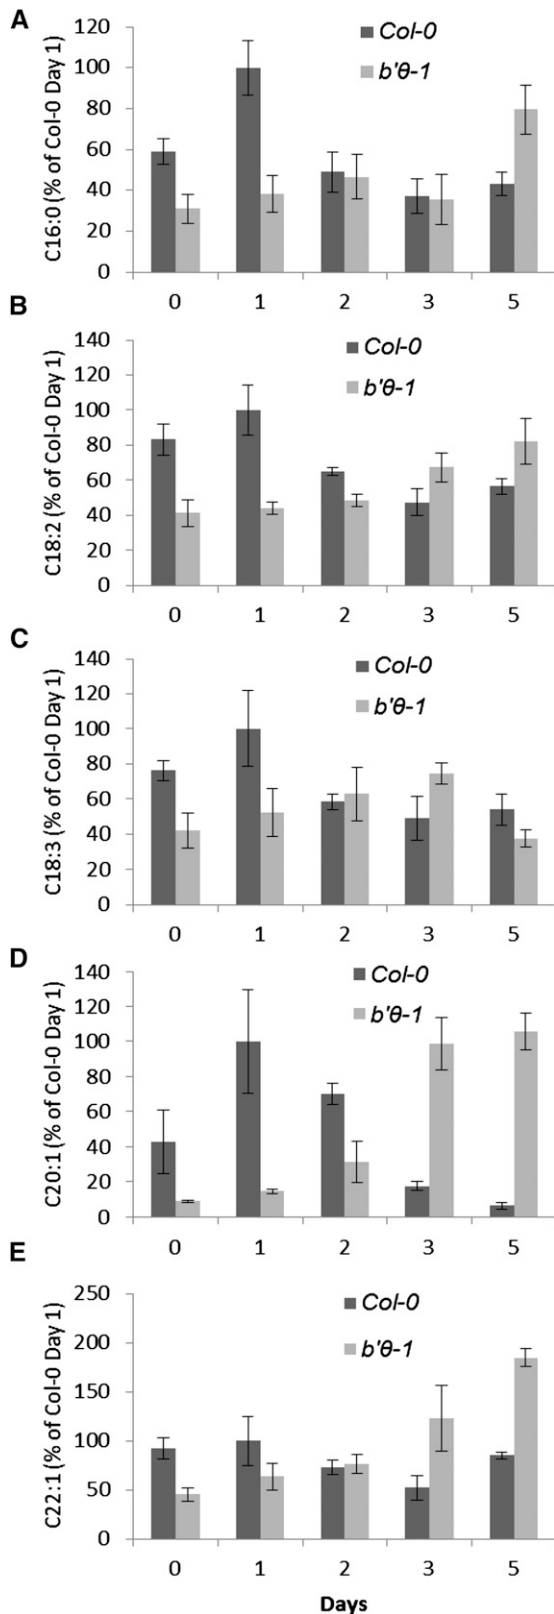 A
C16:0 (% of Col-0 Day 1)
120
100
80
60
40
20
0
Col-0
b'θ-1
0 1 2 3 5
B
C18:2 (% of Col-0 Day 1)
140
120
100
80
60
40
20
0
Col-0
b'θ-1
0 1 2 3 5
C
C18:3 (% of Col-0 Day 1)
140
120
100
80
60
40
20
0
Col-0
b'θ-1
0 1 2 3 5
D
C20:1 (% of Col-0 Day 1)
140
120
100
80
60
40
20
0
Col-0
b'θ-1
0 1 2 3 5
E
C22:1 (% of Col-0 Day 1)
250
200
150
100
50
0
Col-0
b'θ-1
0 1 2 3 5
Days